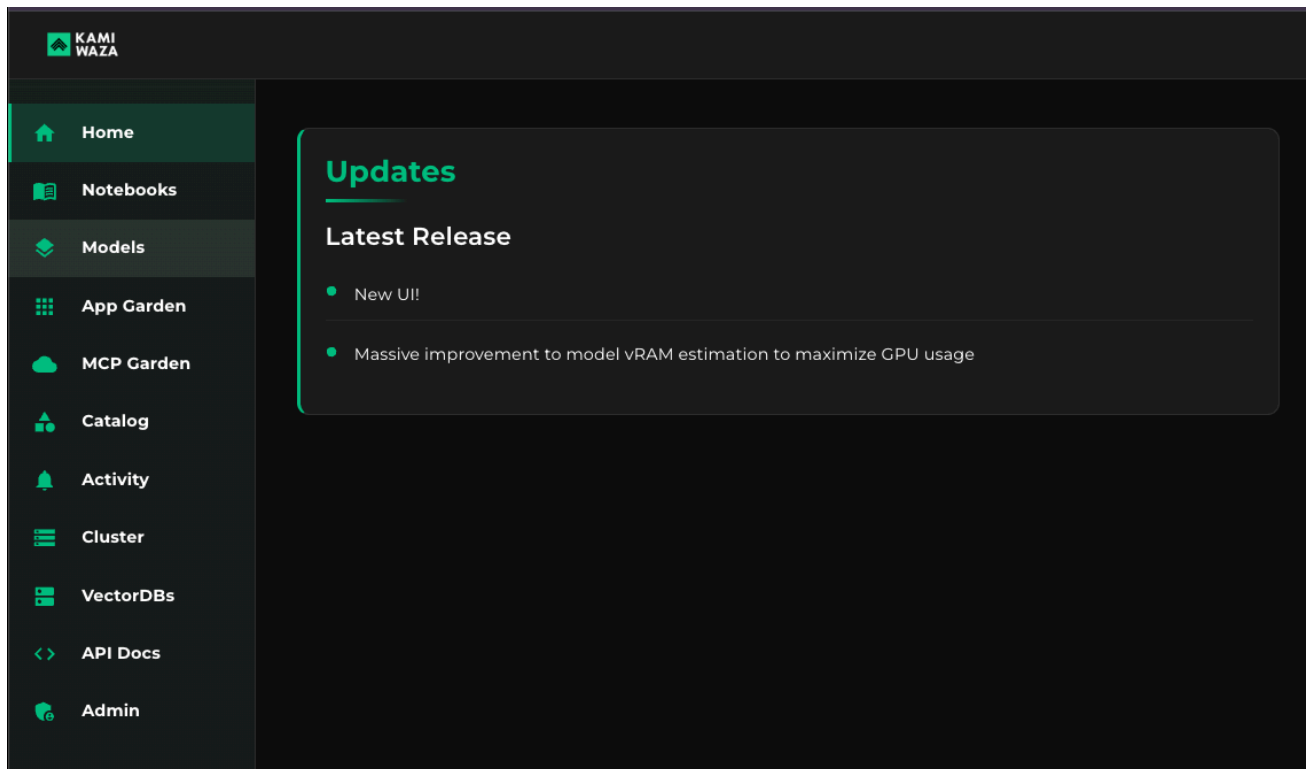 KAMI
WAZA
Home
Notebooks
Models
App Garden
MCP Garden
Catalog
Activity
Cluster
VectorDBs
API Docs
Admin
Updates
Latest Release
New UI!
Massive improvement to model vRAM estimation to maximize GPU usage